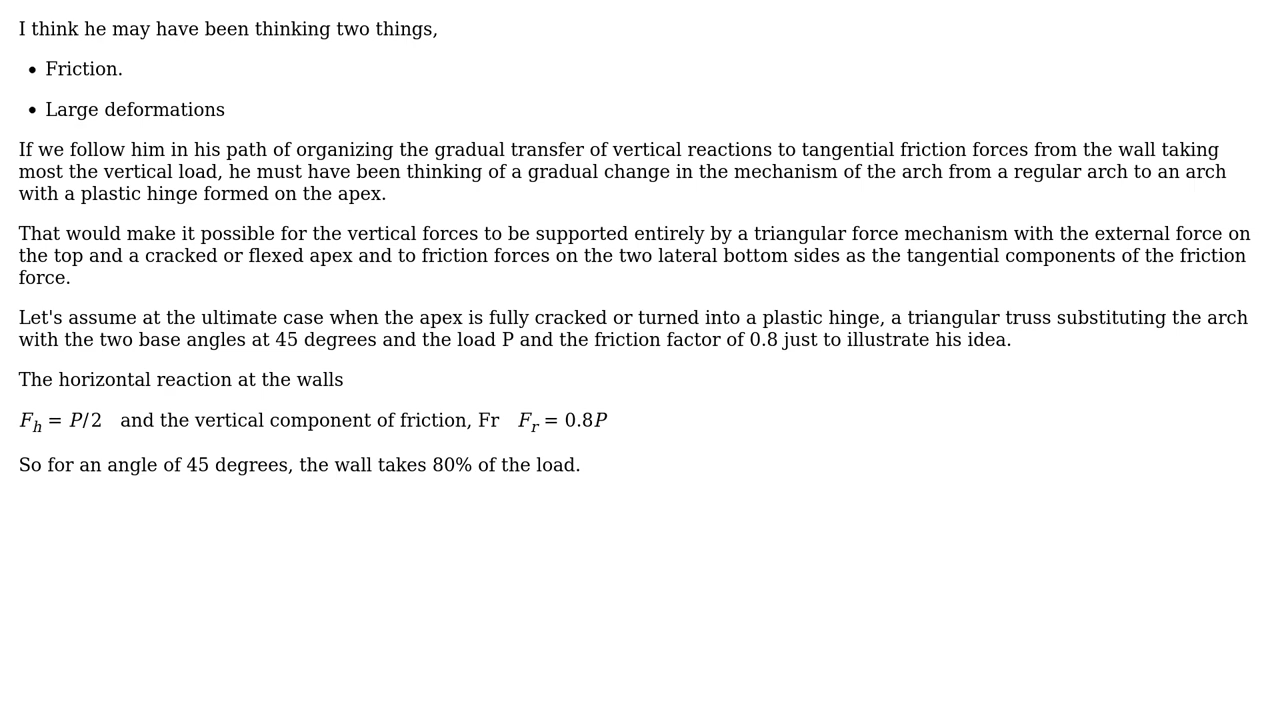 I think he may have been thinking two things,
• Friction.
• Large deformations
If we follow him in his path of organizing the gradual transfer of vertical reactions to tangential friction forces from the wall taking
most the vertical load, he must have been thinking of a gradual change in the mechanism of the arch from a regular arch to an arch
with a plastic hinge formed on the apex.
That would make it possible for the vertical forces to be supported entirely by a triangular force mechanism with the external force on
the top and a cracked or flexed apex and to friction forces on the two lateral bottom sides as the tangential components of the friction
force.
Let's assume at the ultimate case when the apex is fully cracked or turned into a plastic hinge, a triangular truss substituting the arch
with the two base angles at 45 degrees and the load P and the friction factor of 0.8 just to illustrate his idea.
The horizontal reaction at the walls
F_h = P/2 and the vertical component of friction, Fr F_r = 0.8P
So for an angle of 45 degrees, the wall takes 80% of the load.